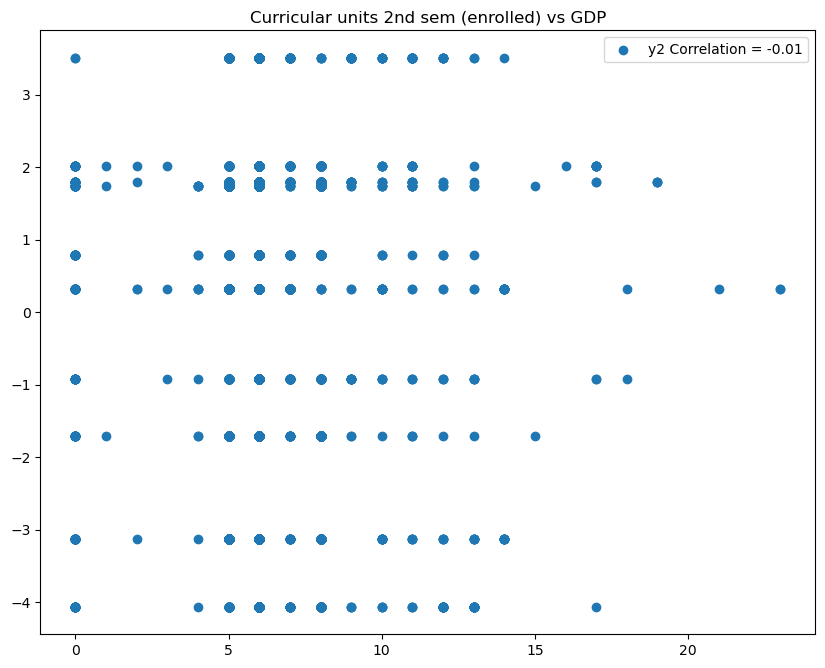 Curricular units 2nd sem (enrolled) vs GDP
y2 Correlation = -0.01
3
2
1
0
−1
−2
−3
−4
0 5 10 15 20